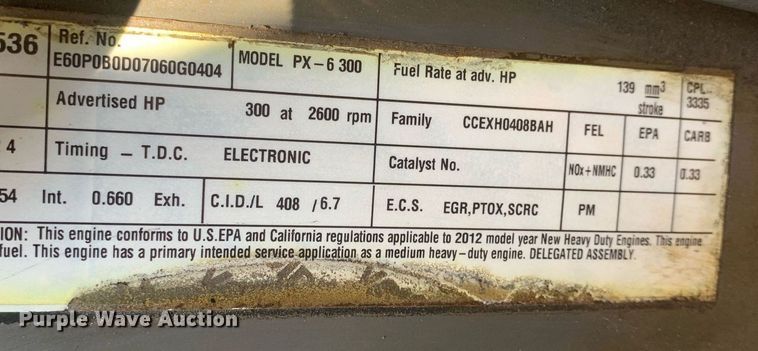 536 Ref. No. E60P0B0D07060G0404 MODEL PX-6 300 Fuel Rate at adv. HP 139 mm3 stroke CPL. 3335
Advertised HP 300 at 2600 rpm Family CCEXH0408BAH FEL EPA CARB
4 Timing - T.D.C. ELECTRONIC Catalyst No. NOx+NMHC 0.33 0.33
54 Int. 0.660 Exh. C.I.D./L 408 / 6.7 E.C.S. EGR,PTOX,SCRC PM
ION: This engine conforms to U.S.EPA and California regulations applicable to 2012 model year New Heavy Duty Engines. This engine
fuel. This engine has a primary intended service application as a medium heavy-duty engine. DELEGATED ASSEMBLY.
Purple Wave Auction